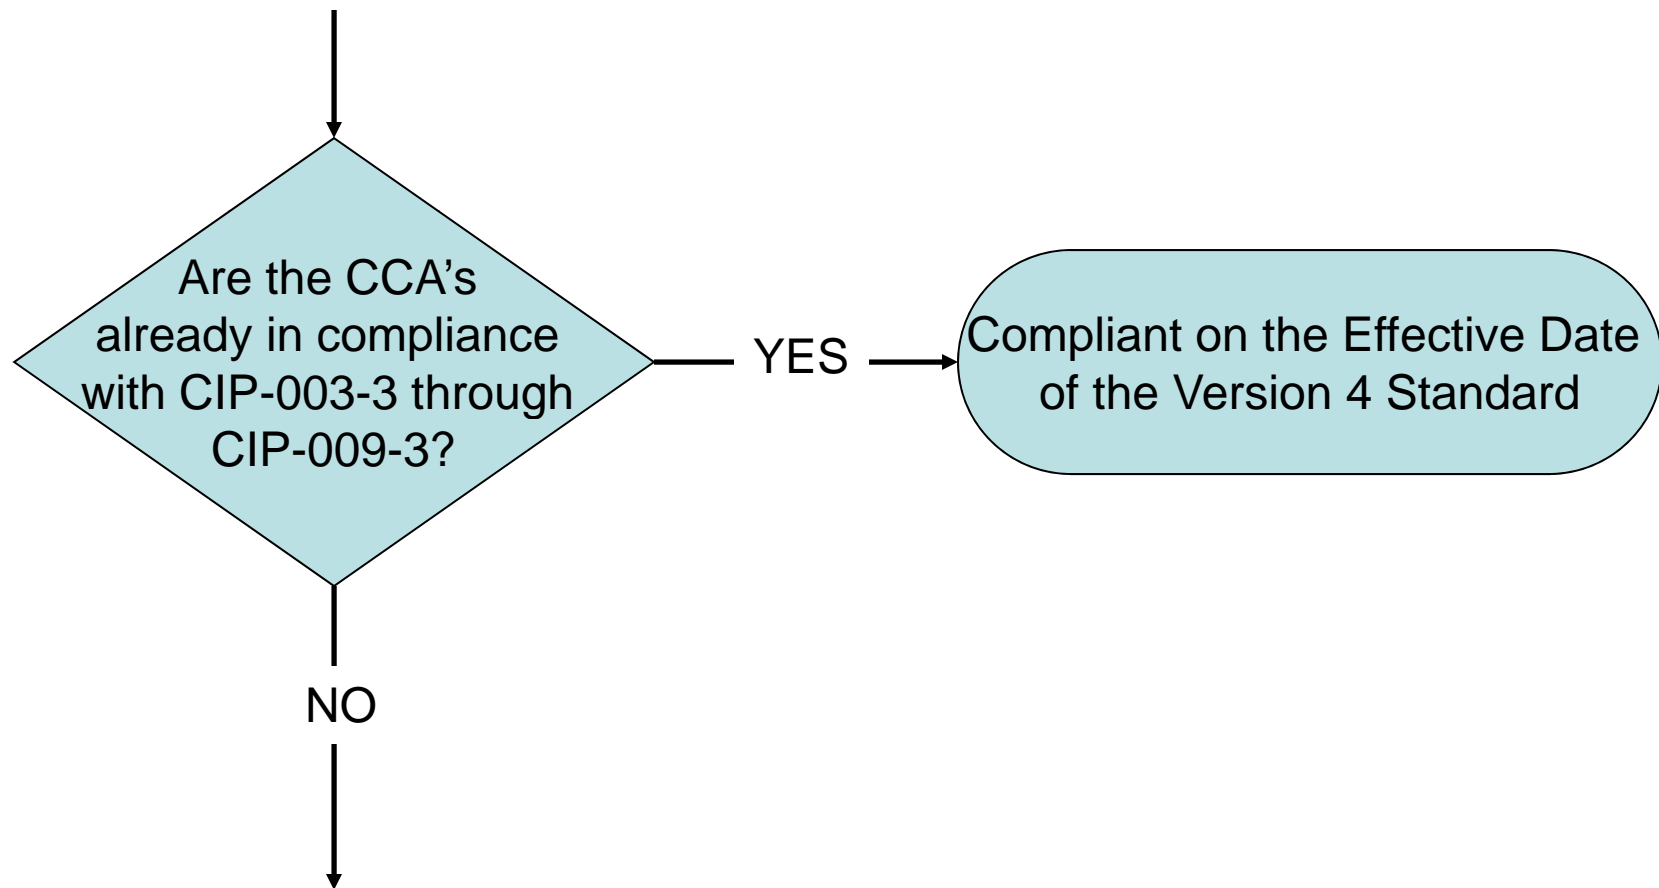 Are the CCA’s
already in compliance
with CIP-003-3 through
CIP-009-3?
YES
Compliant on the Effective Date
of the Version 4 Standard
NO